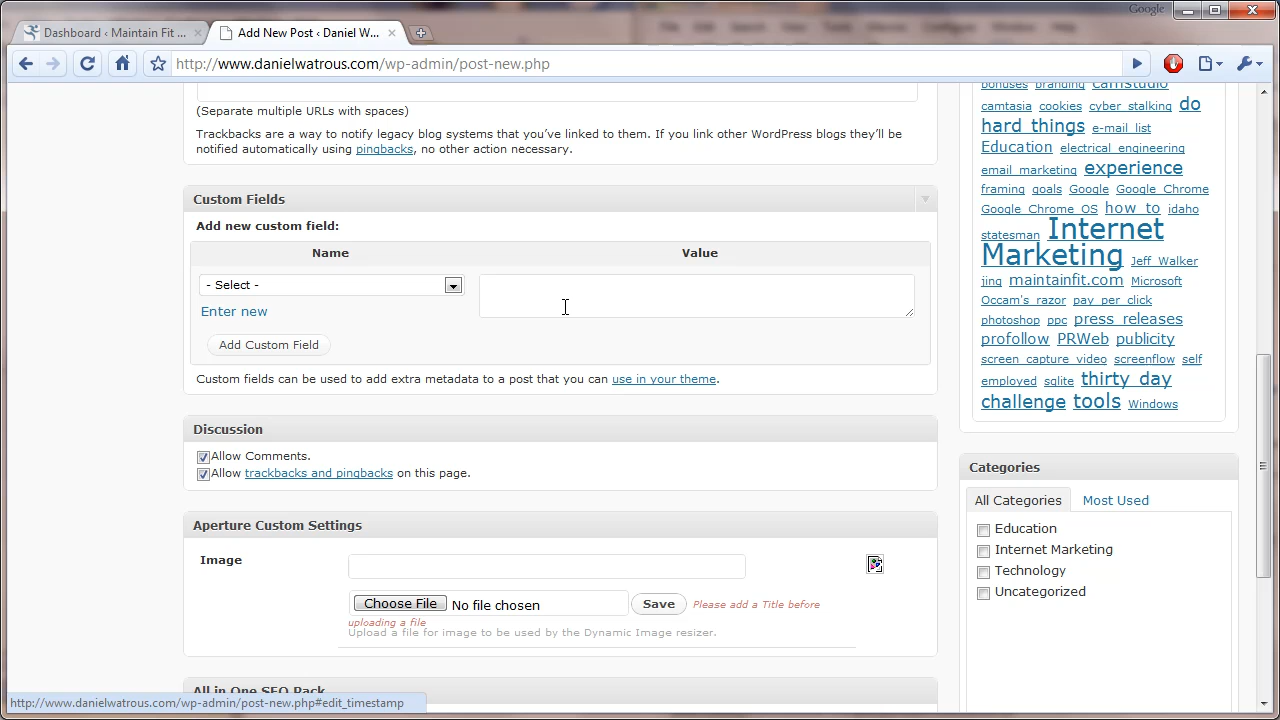 Google
Dashboard ‹ Maintain Fit ...
Add New Post ‹ Daniel W...
http://www.danielwatrous.com/wp-admin/post-new.php
(Separate multiple URLs with spaces)
Trackbacks are a way to notify legacy blog systems that you've linked to them. If you link other WordPress blogs they'll be
notified automatically using pingbacks, no other action necessary.
Custom Fields
Add new custom field:
Name
Value
- Select -
Enter new
Add Custom Field
Custom fields can be used to add extra metadata to a post that you can use in your theme.
Discussion
Allow Comments.
Allow trackbacks and pingbacks on this page.
Aperture Custom Settings
Image
Choose File No file chosen
Save
Please add a Title before
uploading a file
Upload a file for image to be used by the Dynamic Image resizer.
All in One SEO Pack
bonuses branding camstudio
camtasia cookies cyber stalking do
hard things e-mail list
Education electrical engineering
email marketing experience
framing goals Google Google Chrome
Google Chrome OS how to idaho
statesman Internet
Marketing Jeff Walker
jing maintainfit.com Microsoft
Occam's razor pay per click
photoshop ppc press releases
profollow PRWeb publicity
screen capture video screenflow self
employed sqlite thirty day
challenge tools Windows
Categories
All Categories
Most Used
Education
Internet Marketing
Technology
Uncategorized
http://www.danielwatrous.com/wp-admin/post-new.php#edit_timestamp